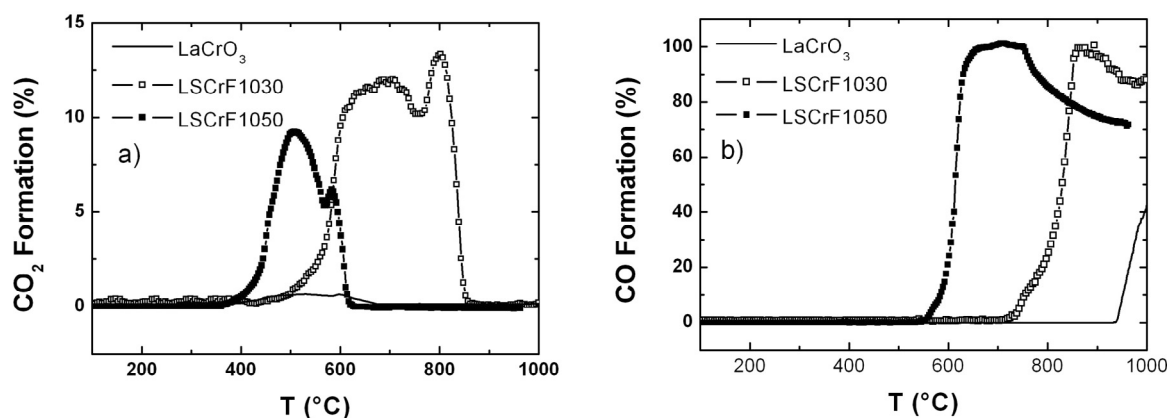 15
10
5
0
CO₂ Formation (%)
LaCrO₃
LSCrF1030
LSCrF1050
a)
200 400 600 800 1000
T (°C)
100
80
60
40
20
0
CO Formation (%)
LaCrO₃
LSCrF1030
LSCrF1050
b)
200 400 600 800 1000
T (°C)